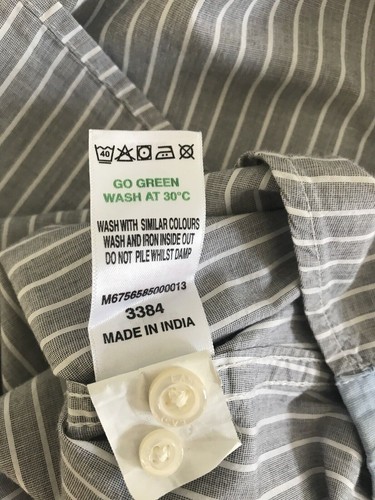 40
GO GREEN
WASH AT 30°C
WASH WITH SIMILAR COLOURS
WASH AND IRON INSIDE OUT
DO NOT PILE WHILST DAMP
M6756585000013
3384
MADE IN INDIA